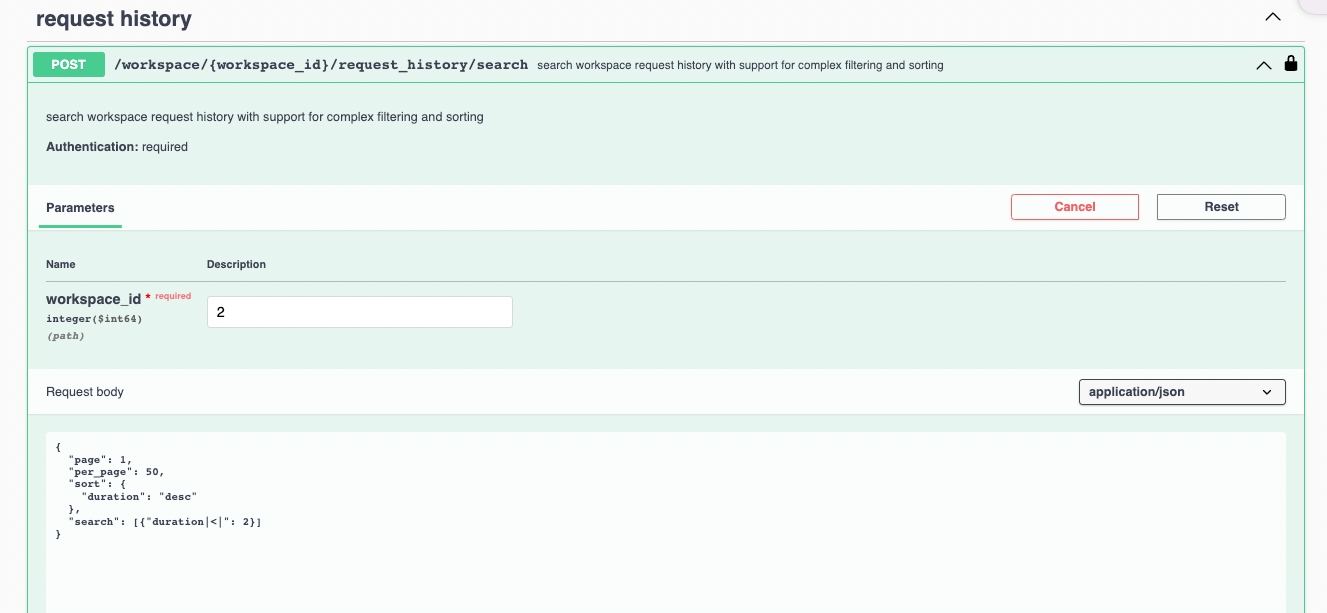 request history
POST /workspace/{workspace_id}/request_history/search search workspace request history with support for complex filtering and sorting
search workspace request history with support for complex filtering and sorting
Authentication: required
Parameters Cancel Reset
Name Description
workspace_id * required
2
integer($int64)
(path)
Request body application/json
{
  "page": 1,
  "per_page": 50,
  "sort": {
    "duration": "desc"
  },
  "search": [{"duration|<|": 2}]
}